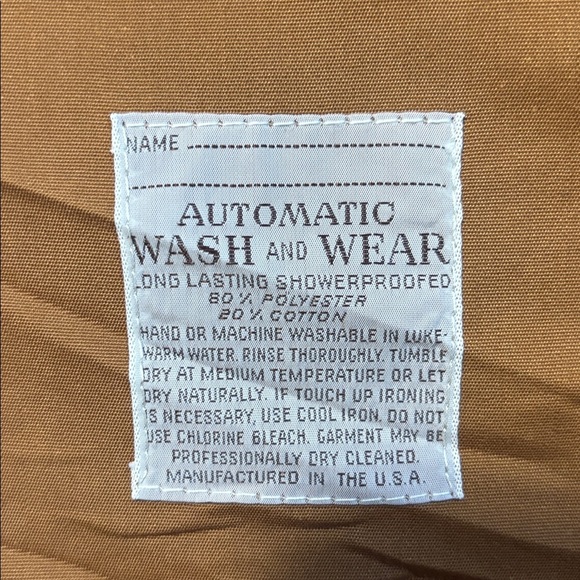 NAME
AUTOMATIC
WASH AND WEAR
LONG LASTING SHOWERPROOFED
80% POLYESTER
20% COTTON
HAND OR MACHINE WASHABLE IN LUKE-
WARM WATER. RINSE THOROUGHLY. TUMBLE
DRY AT MEDIUM TEMPERATURE OR LET
DRY NATURALLY. IF TOUCH UP IRONING
IS NECESSARY, USE COOL IRON. DO NOT
USE CHLORINE BLEACH. GARMENT MAY BE
PROFESSIONALLY DRY CLEANED.
MANUFACTURED IN THE U.S.A.